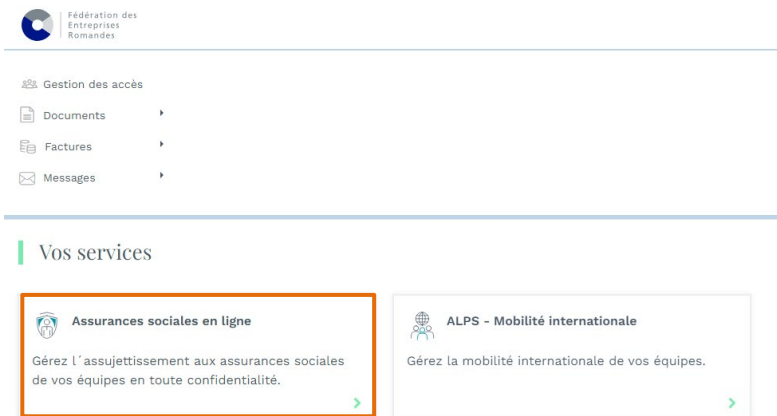 Fédération des
Entreprises
Romandes
Gestion des accès
Documents
Factures
Messages
Vos services
Assurances sociales en ligne
Gérez l´assujettissement aux assurances sociales
de vos équipes en toute confidentialité.
ALPS - Mobilité internationale
Gérez la mobilité internationale de vos équipes.